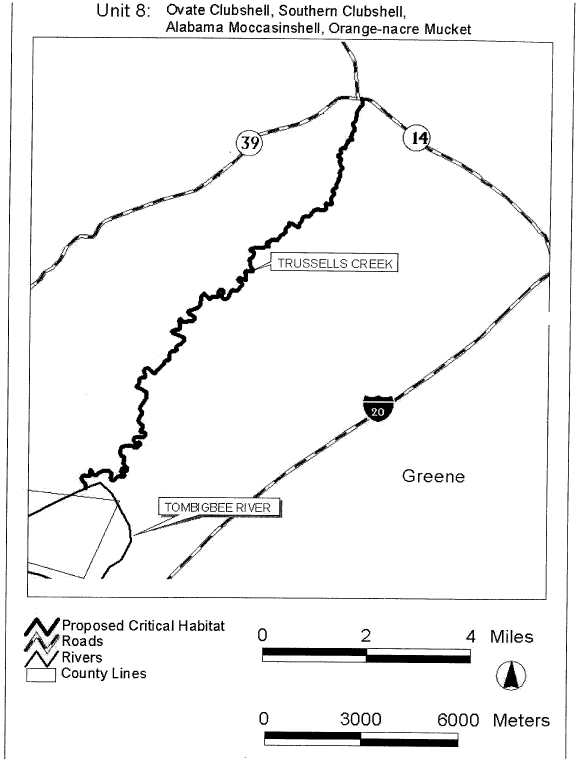 Unit 8: Ovate Clubshell, Southern Clubshell,
Alabama Moccasinshell, Orange-nacre Mucket
39
14
TRUSSELLS CREEK
20
Greene
TOMBIGBEE RIVER
Proposed Critical Habitat
Roads
Rivers
County Lines
0 2 4 Miles
0 3000 6000 Meters